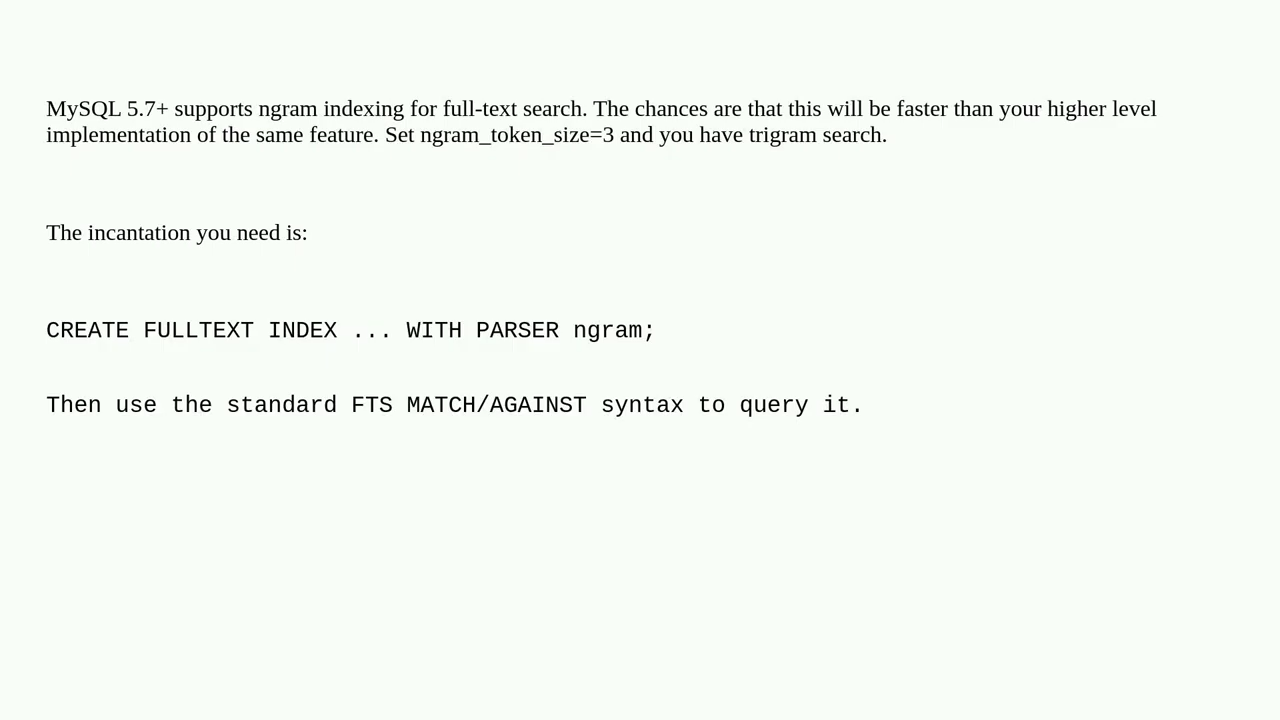 MySQL 5.7+ supports ngram indexing for full-text search. The chances are that this will be faster than your higher level
implementation of the same feature. Set ngram_token_size=3 and you have trigram search.
The incantation you need is:
CREATE FULLTEXT INDEX ... WITH PARSER ngram;
Then use the standard FTS MATCH/AGAINST syntax to query it.